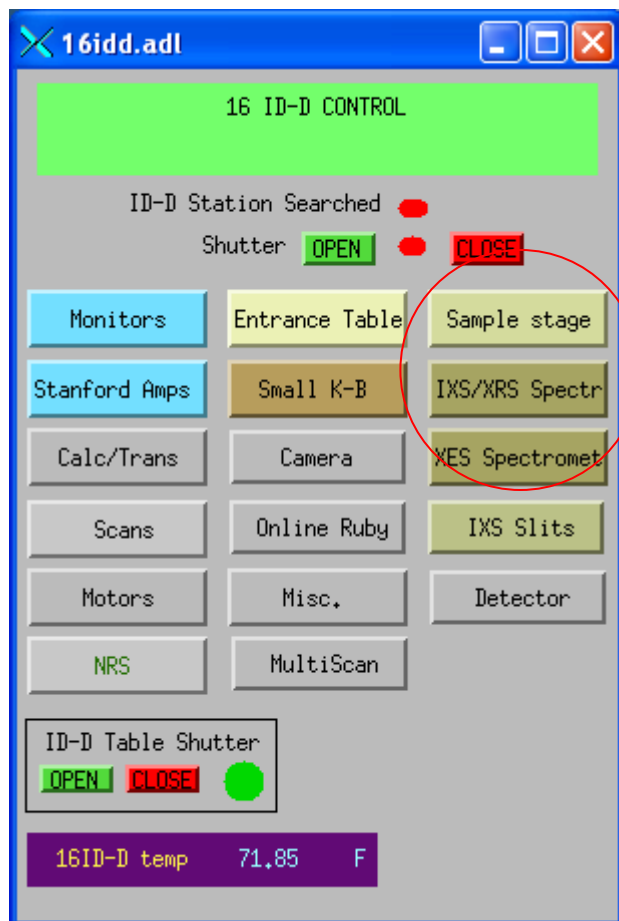 16idd.adl
16 ID-D CONTROL
ID-D Station Searched
Shutter OPEN CLOSE
Monitors Entrance Table Sample stage
Stanford Amps Small K-B IXS/XRS Spectr
Calc/Trans Camera XES Spectromet
Scans Online Ruby IXS Slits
Motors Misc. Detector
NRS MultiScan
ID-D Table Shutter
OPEN CLOSE
16ID-D temp 71.85 F